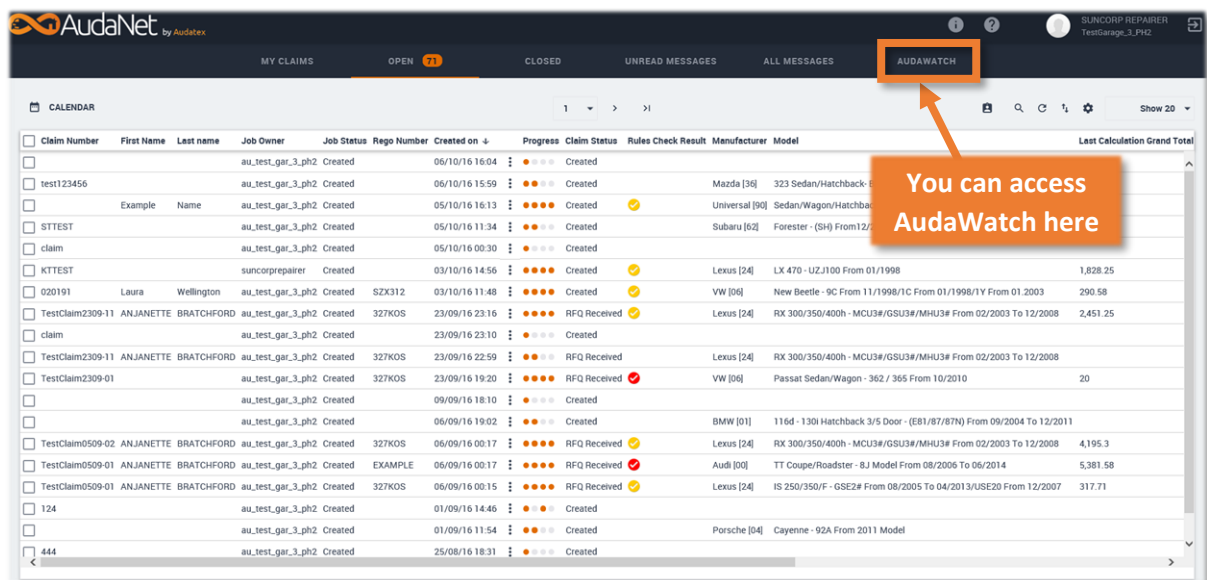 AudaNet by Audatex
SUNCORP REPAIRER
TestGarage_3_PH2
MY CLAIMS OPEN 71 CLOSED UNREAD MESSAGES ALL MESSAGES AUDAWATCH
CALENDAR 1 Show 20
Claim Number First Name Last name Job Owner Job Status Rego Number Created on ↓ Progress Claim Status Rules Check Result Manufacturer Model Last Calculation Grand Total
au_test_gar_3_ph2 Created 06/10/16 16:04 Created
test123456 au_test_gar_3_ph2 Created 06/10/16 15:59 Created Mazda [36] 323 Sedan/Hatchback-
Example Name au_test_gar_3_ph2 Created 05/10/16 16:13 Created Universal [90] Sedan/Wagon/Hatchbac
STTEST au_test_gar_3_ph2 Created 05/10/16 11:34 Created Subaru [62] Forester - (SH) From12/2
claim au_test_gar_3_ph2 Created 05/10/16 00:30 Created
You can access
AudaWatch here
KTTEST suncorprepairer Created 03/10/16 14:56 Created Lexus [24] LX 470 - UZJ100 From 01/1998 1,828.25
020191 Laura Wellington au_test_gar_3_ph2 Created SZX312 03/10/16 11:48 Created VW [06] New Beetle - 9C From 11/1998/1C From 01/1998/1Y From 01.2003 290.58
TestClaim2309-11 ANJANETTE BRATCHFORD au_test_gar_3_ph2 Created 327KOS 23/09/16 23:16 RFQ Received Lexus [24] RX 300/350/400h - MCU3#/GSU3#/MHU3# From 02/2003 To 12/2008 2,451.25
claim au_test_gar_3_ph2 Created 23/09/16 23:10 Created
TestClaim2309-11 ANJANETTE BRATCHFORD au_test_gar_3_ph2 Created 327KOS 23/09/16 22:59 RFQ Received Lexus [24] RX 300/350/400h - MCU3#/GSU3#/MHU3# From 02/2003 To 12/2008
TestClaim2309-01 au_test_gar_3_ph2 Created 327KOS 23/09/16 19:20 RFQ Received VW [06] Passat Sedan/Wagon - 362 / 365 From 10/2010 20
au_test_gar_3_ph2 Created 09/09/16 18:10 Created
au_test_gar_3_ph2 Created 06/09/16 19:02 Created BMW [01] 116d - 130i Hatchback 3/5 Door - (E81/87/87N) From 09/2004 To 12/2011
TestClaim0509-02 ANJANETTE BRATCHFORD au_test_gar_3_ph2 Created 327KOS 06/09/16 00:17 RFQ Received Lexus [24] RX 300/350/400h - MCU3#/GSU3#/MHU3# From 02/2003 To 12/2008 4,195.3
TestClaim0509-01 ANJANETTE BRATCHFORD au_test_gar_3_ph2 Created EXAMPLE 06/09/16 00:17 RFQ Received Audi [00] TT Coupe/Roadster - 8J Model From 08/2006 To 06/2014 5,381.58
TestClaim0509-01 ANJANETTE BRATCHFORD au_test_gar_3_ph2 Created 327KOS 06/09/16 00:15 RFQ Received Lexus [24] IS 250/350/F - GSE2# From 08/2005 To 04/2013/USE20 From 12/2007 317.71
124 au_test_gar_3_ph2 Created 01/09/16 14:46 Created
au_test_gar_3_ph2 Created 01/09/16 11:54 Created Porsche [04] Cayenne - 92A From 2011 Model
444 au_test_gar_3_ph2 Created 25/08/16 18:31 Created